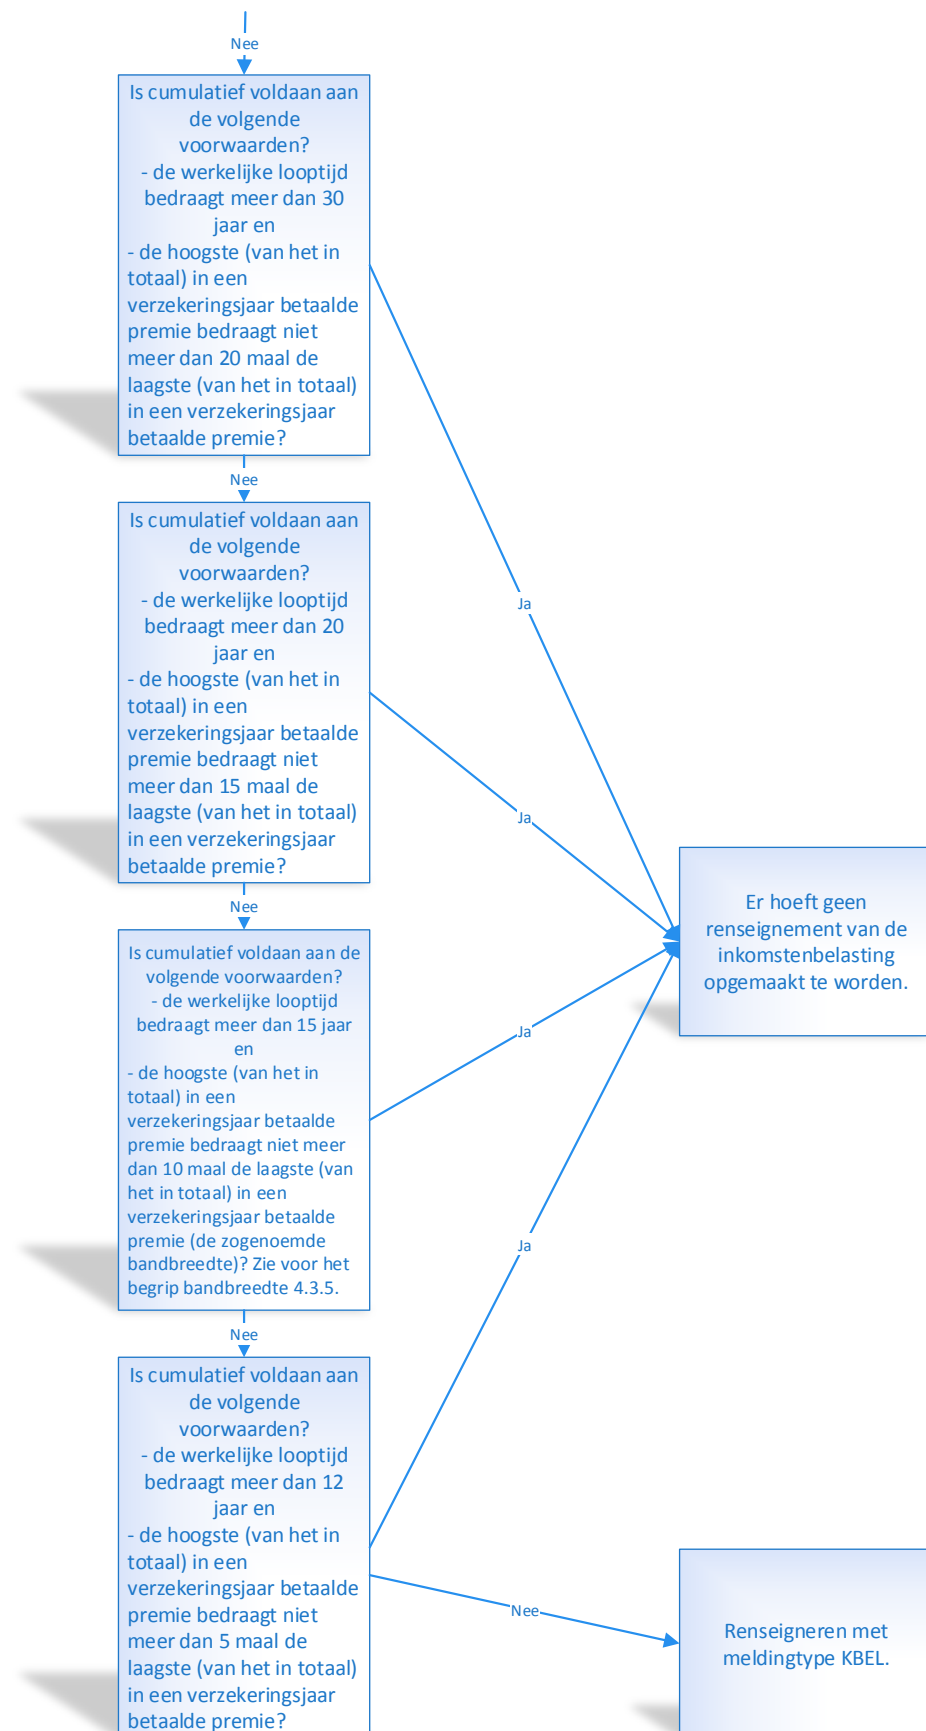 Nee
Is cumulatief voldaan aan
de volgende
voorwaarden?
- de werkelijke looptijd
bedraagt meer dan 30
jaar en
- de hoogste (van het in
totaal) in een
verzekeringsjaar betaalde
premie bedraagt niet
meer dan 20 maal de
laagste (van het in totaal)
in een verzekeringsjaar
betaalde premie?
Nee
Ja
Is cumulatief voldaan aan
de volgende
voorwaarden?
- de werkelijke looptijd
bedraagt meer dan 20
jaar en
- de hoogste (van het in
totaal) in een
verzekeringsjaar betaalde
premie bedraagt niet
meer dan 15 maal de
laagste (van het in totaal)
in een verzekeringsjaar
betaalde premie?
Nee
Ja
Er hoeft geen
renseignement van de
inkomstenbelasting
opgemaakt te worden.
Is cumulatief voldaan aan de
volgende voorwaarden?
- de werkelijke looptijd
bedraagt meer dan 15 jaar
en
- de hoogste (van het in
totaal) in een
verzekeringsjaar betaalde
premie bedraagt niet meer
dan 10 maal de laagste (van
het in totaal) in een
verzekeringsjaar betaalde
premie (de zogenoemde
bandbreedte)? Zie voor het
begrip bandbreedte 4.3.5.
Ja
Nee
Is cumulatief voldaan aan
de volgende
voorwaarden?
- de werkelijke looptijd
bedraagt meer dan 12
jaar en
- de hoogste (van het in
totaal) in een
verzekeringsjaar betaalde
premie bedraagt niet
meer dan 5 maal de
laagste (van het in totaal)
in een verzekeringsjaar
betaalde premie?
Ja
Nee
Renseigneren met
meldingtype KBEL.